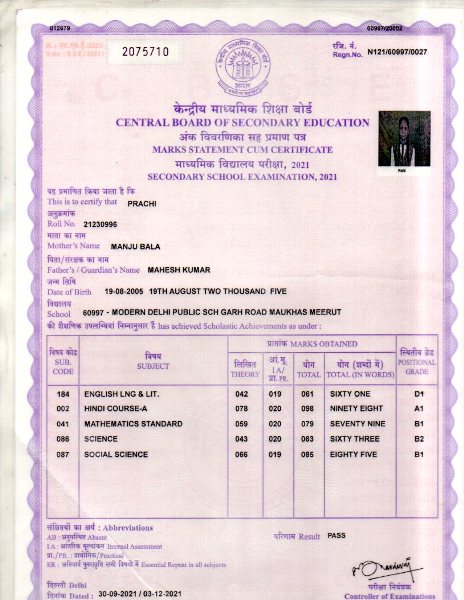 012679
60997/20002
2075710
रजि. नं.
Regn.No. N121/60997/0027
केन्द्रीय माध्यमिक शिक्षा बोर्ड
CENTRAL BOARD OF SECONDARY EDUCATION
अंक विवरणिका सह प्रमाण पत्र
MARKS STATEMENT CUM CERTIFICATE
माध्यमिक विद्यालय परीक्षा, 2021
SECONDARY SCHOOL EXAMINATION, 2021
यह प्रमाणित किया जाता है कि
This is to certify that PRACHI
अनुक्रमांक
Roll No. 21230996
माता का नाम
Mother's Name MANJU BALA
पिता/संरक्षक का नाम
Father's / Guardian's Name MAHESH KUMAR
जन्म तिथि
Date of Birth 19-08-2005 19TH AUGUST TWO THOUSAND FIVE
विद्यालय
School 60997 - MODERN DELHI PUBLIC SCH GARH ROAD MAUKHAS MEERUT
की शैक्षणिक उपलब्धियां निम्नानुसार है has achieved Scholastic Achievements as under :
विषय कोड SUB. CODE विषय SUBJECT प्राप्तांक MARKS OBTAINED स्थितीय ग्रेड POSITIONAL GRADE
लिखित THEORY आ.मू. I A / प्रा. PR. योग TOTAL योग (शब्दों में) TOTAL (IN WORDS)
184 ENGLISH LNG & LIT. 042 019 061 SIXTY ONE D1
002 HINDI COURSE-A 078 020 098 NINETY EIGHT A1
041 MATHEMATICS STANDARD 059 020 079 SEVENTY NINE B1
086 SCIENCE 043 020 063 SIXTY THREE B2
087 SOCIAL SCIENCE 066 019 085 EIGHTY FIVE B1
संक्षिप्तियों का अर्थ : Abbreviations
AB : अनुपस्थित Absent
I A : आंतरिक मूल्यांकन Internal Assessment
प्रा./PR. : प्रायोगिक/Practical
ER : अनिवार्य पुनरावृत्ति सभी विषयों में Essential Repeat in all subjects
परिणाम Result PASS
दिल्ली Delhi
दिनांक Dated : 30-09-2021 / 03-12-2021
परीक्षा नियंत्रक
Controller of Examinations